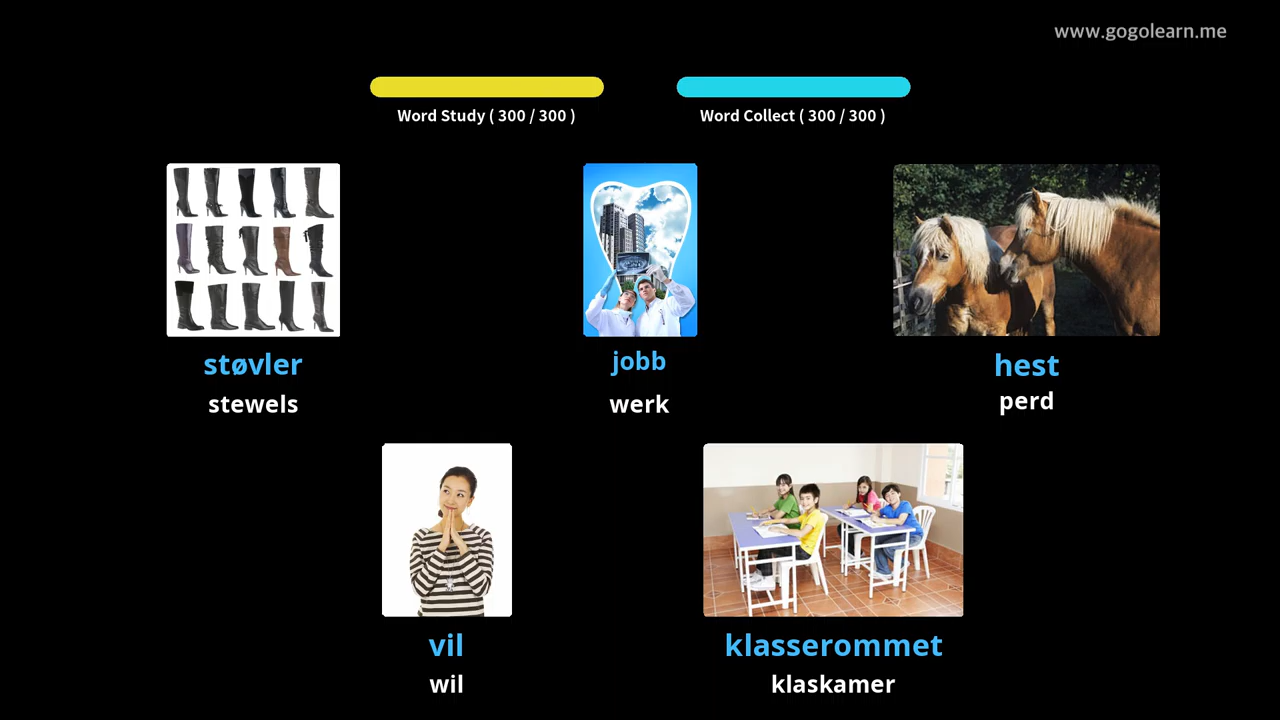 www.gogolearn.me
Word Study ( 300 / 300 )
Word Collect ( 300 / 300 )
støvler
stewels
jobb
werk
hest
perd
vil
wil
klasserommet
klaskamer